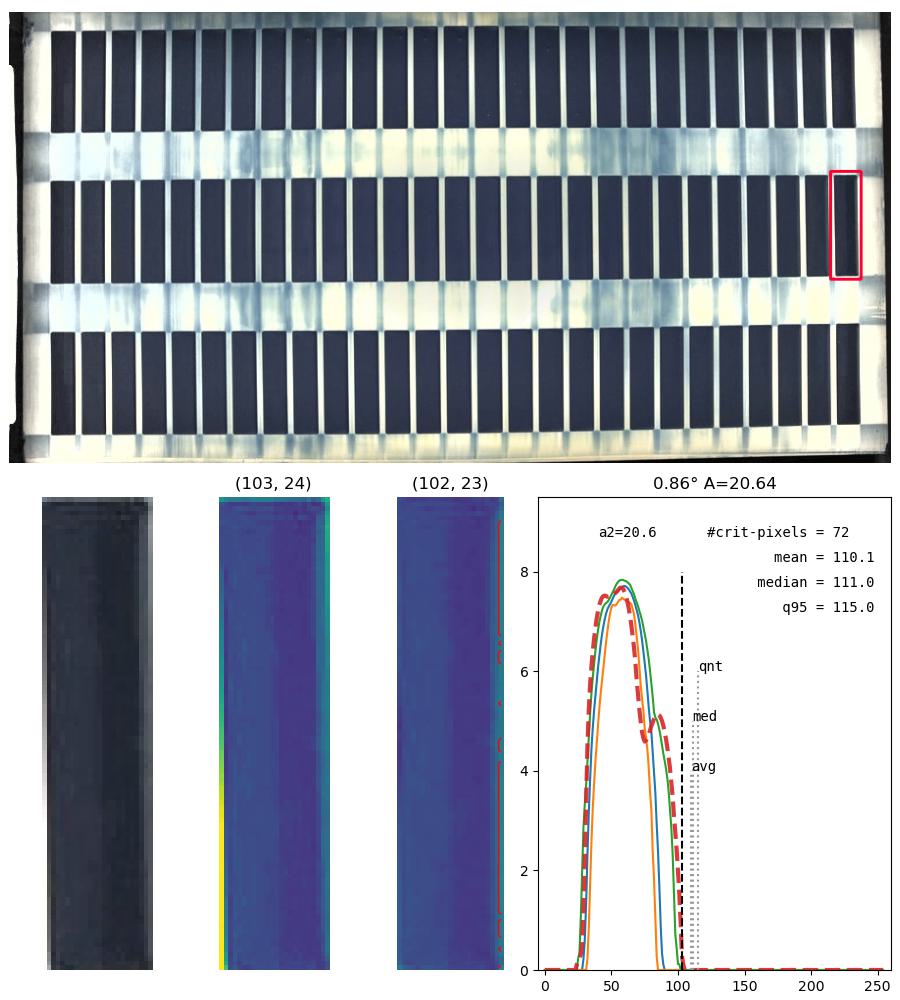 (103, 24)
(102, 23)
0.86° A=20.64
a2=20.6
#crit-pixels = 72
mean = 110.1
median = 111.0
q95 = 115.0
8
qnt
6
med
avg
4
2
0
0 50 100 150 200 250